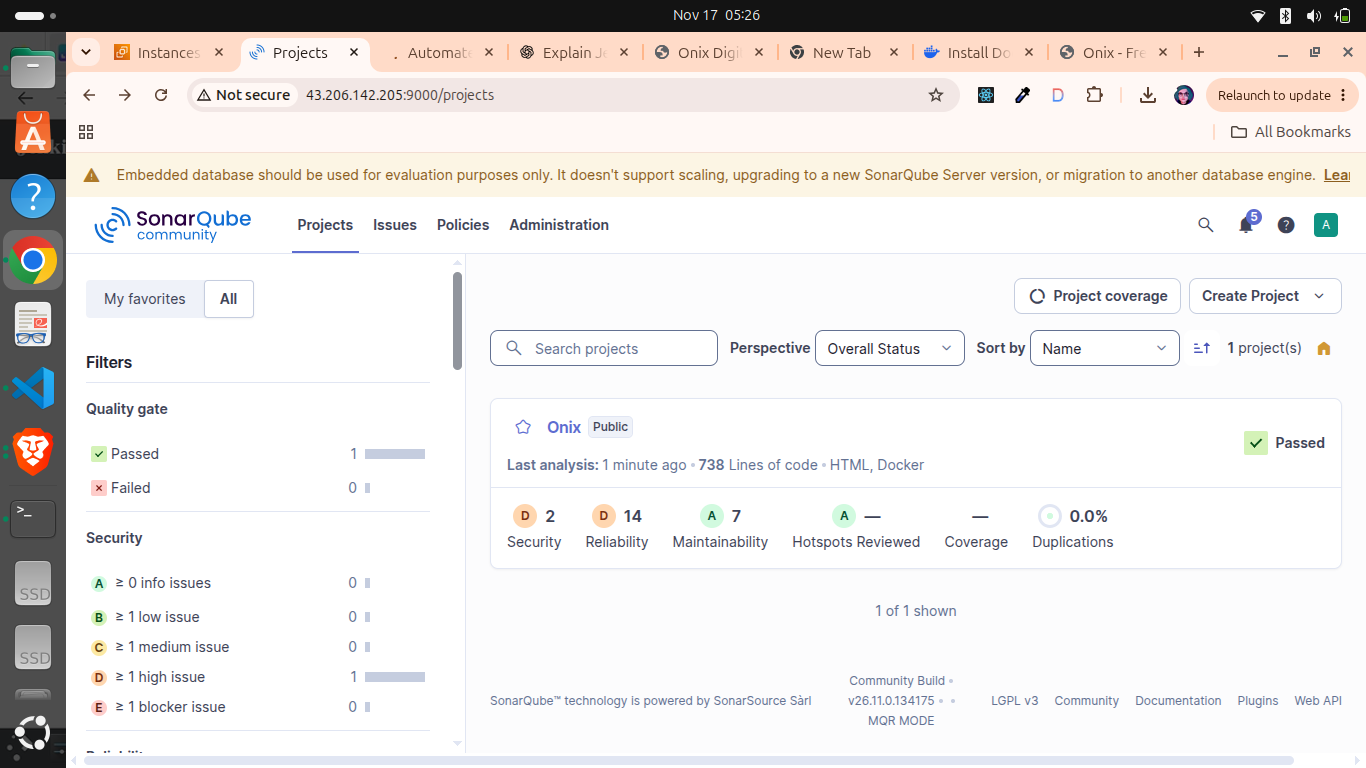 Nov 17 05:26
Instances
Projects
Automate
Explain Je
Onix Digi
New Tab
Install Do
Onix - Fre
Not secure
43.206.142.205:9000/projects
Relaunch to update
All Bookmarks
Embedded database should be used for evaluation purposes only. It doesn't support scaling, upgrading to a new SonarQube Server version, or migration to another database engine. Lear
SonarQube
community
Projects
Issues
Policies
Administration
5
?
A
My favorites
All
Project coverage
Create Project
Search projects
Perspective
Overall Status
Sort by
Name
1 project(s)
Filters
Quality gate
Passed 1
Failed 0
Security
A ≥ 0 info issues 0
B ≥ 1 low issue 0
C ≥ 1 medium issue 0
D ≥ 1 high issue 1
E ≥ 1 blocker issue 0
Onix
Public
Passed
Last analysis: 1 minute ago • 738 Lines of code • HTML, Docker
D 2
Security
D 14
Reliability
A 7
Maintainability
A —
Hotspots Reviewed
—
Coverage
0.0%
Duplications
1 of 1 shown
SonarQube™ technology is powered by SonarSource Sàrl
Community Build •
v26.11.0.134175 • •
MQR MODE
LGPL v3
Community
Documentation
Plugins
Web API
SSD
SSD